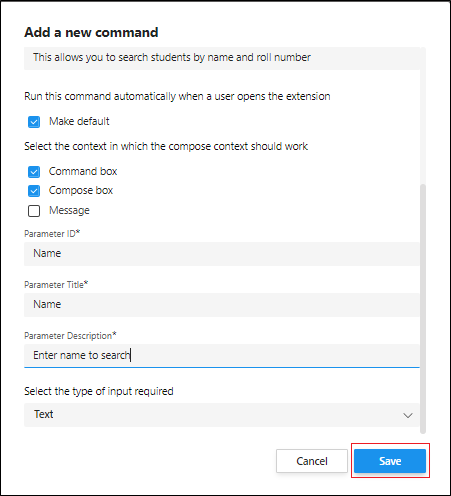 Add a new command
This allows you to search students by name and roll number
Run this command automatically when a user opens the extension
Make default
Select the context in which the compose context should work
Command box
Compose box
Message
Parameter ID*
Name
Parameter Title*
Name
Parameter Description*
Enter name to search
Select the type of input required
Text
Cancel
Save